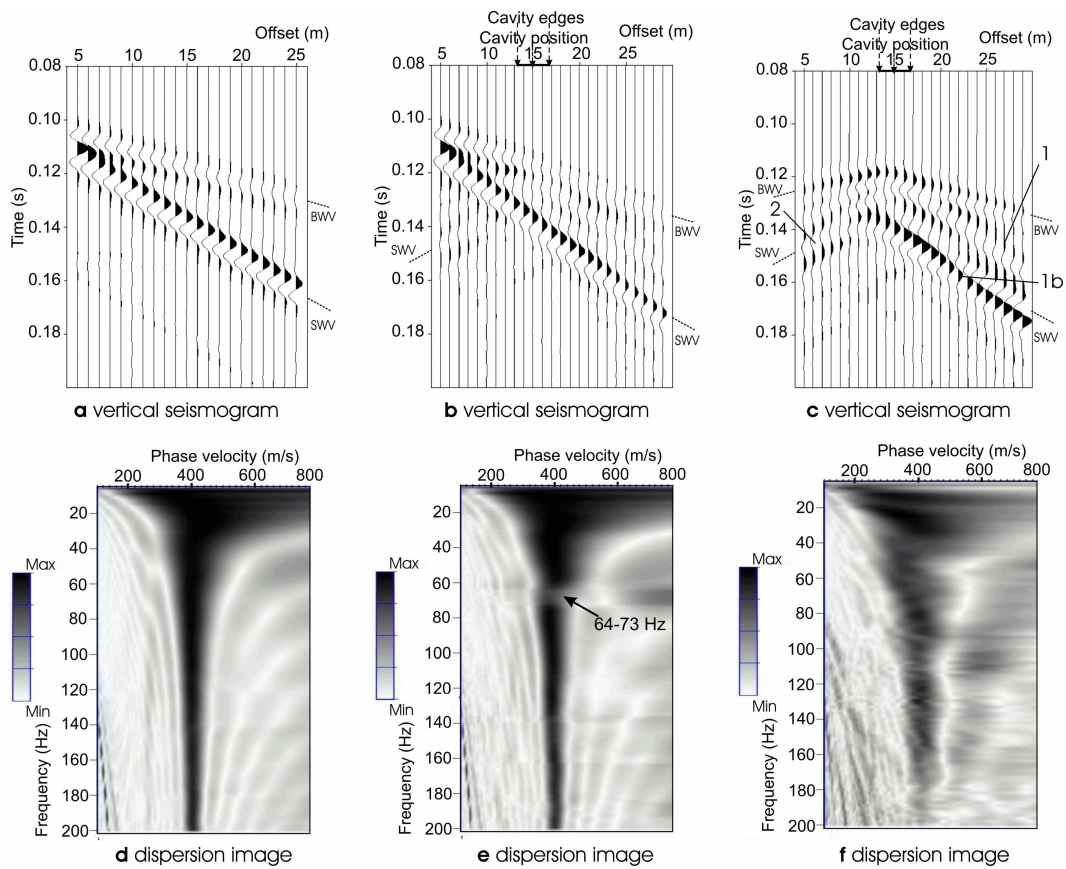 Offset (m)
5 10 15 20 25
0.08
0.10
0.12
0.14
0.16
0.18
Time (s)
BWV
SWV
a vertical seismogram
Cavity edges
Cavity position
Offset (m)
5 10 15 20 25
0.08
0.10
0.12
0.14
0.16
0.18
Time (s)
SWV
BWV
SWV
b vertical seismogram
Cavity edges
Cavity position
Offset (m)
5 10 15 20 25
0.08
0.10
0.12
0.14
0.16
0.18
Time (s)
BWV
2
SWV
1
BWV
1b
SWV
c vertical seismogram
Phase velocity (m/s)
200 400 600 800
20
40
60
80
100
120
140
160
180
200
Frequency (Hz)
Max
Min
d dispersion image
Phase velocity (m/s)
200 400 600 800
20
40
60
80
100
120
140
160
180
200
Frequency (Hz)
Max
Min
64-73 Hz
e dispersion image
Phase velocity (m/s)
200 400 600 800
20
40
60
80
100
120
140
160
180
200
Frequency (Hz)
Max
Min
f dispersion image